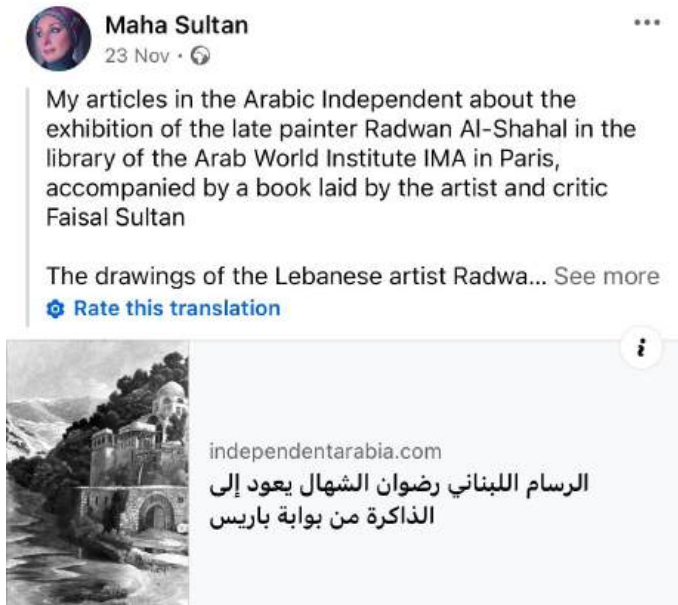 Maha Sultan
23 Nov ·
My articles in the Arabic Independent about the
exhibition of the late painter Radwan Al-Shahal in the
library of the Arab World Institute IMA in Paris,
accompanied by a book laid by the artist and critic
Faisal Sultan
The drawings of the Lebanese artist Radwa... See more
Rate this translation
independentarabia.com
الرسام اللبناني رضوان الشهال يعود إلى
الذاكرة من بوابة باريس